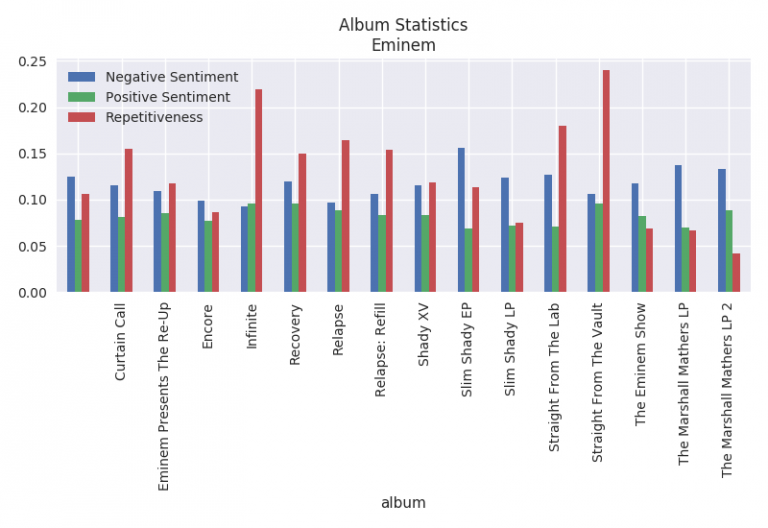 Album Statistics
Eminem
0.25
0.20
0.15
0.10
0.05
0.00
Negative Sentiment
Positive Sentiment
Repetitiveness
Curtain Call
Eminem Presents The Re-Up
Encore
Infinite
Recovery
Relapse
Relapse: Refill
Shady XV
Slim Shady EP
Slim Shady LP
Straight From The Lab
Straight From The Vault
The Eminem Show
The Marshall Mathers LP
The Marshall Mathers LP 2
album